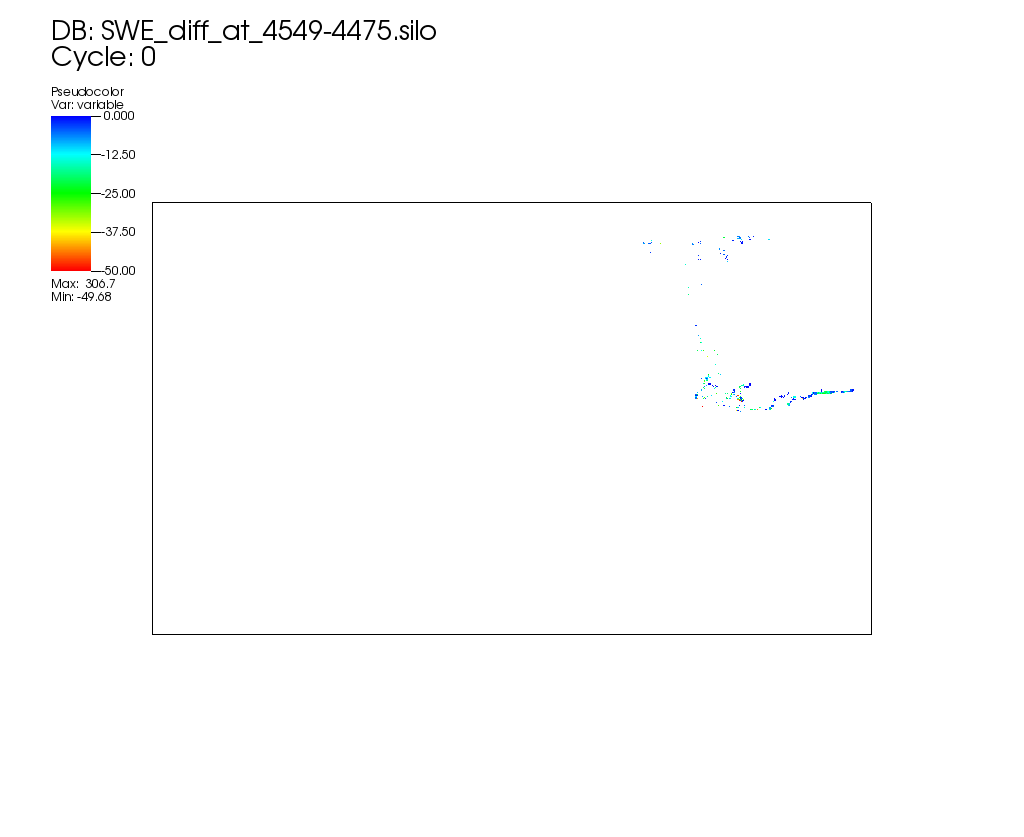 DB: SWE_diff_at_4549-4475.silo
Cycle: 0
Pseudocolor
Var: variable
0.000
-12.50
-25.00
-37.50
-50.00
Max: 306.7
Min: -49.68